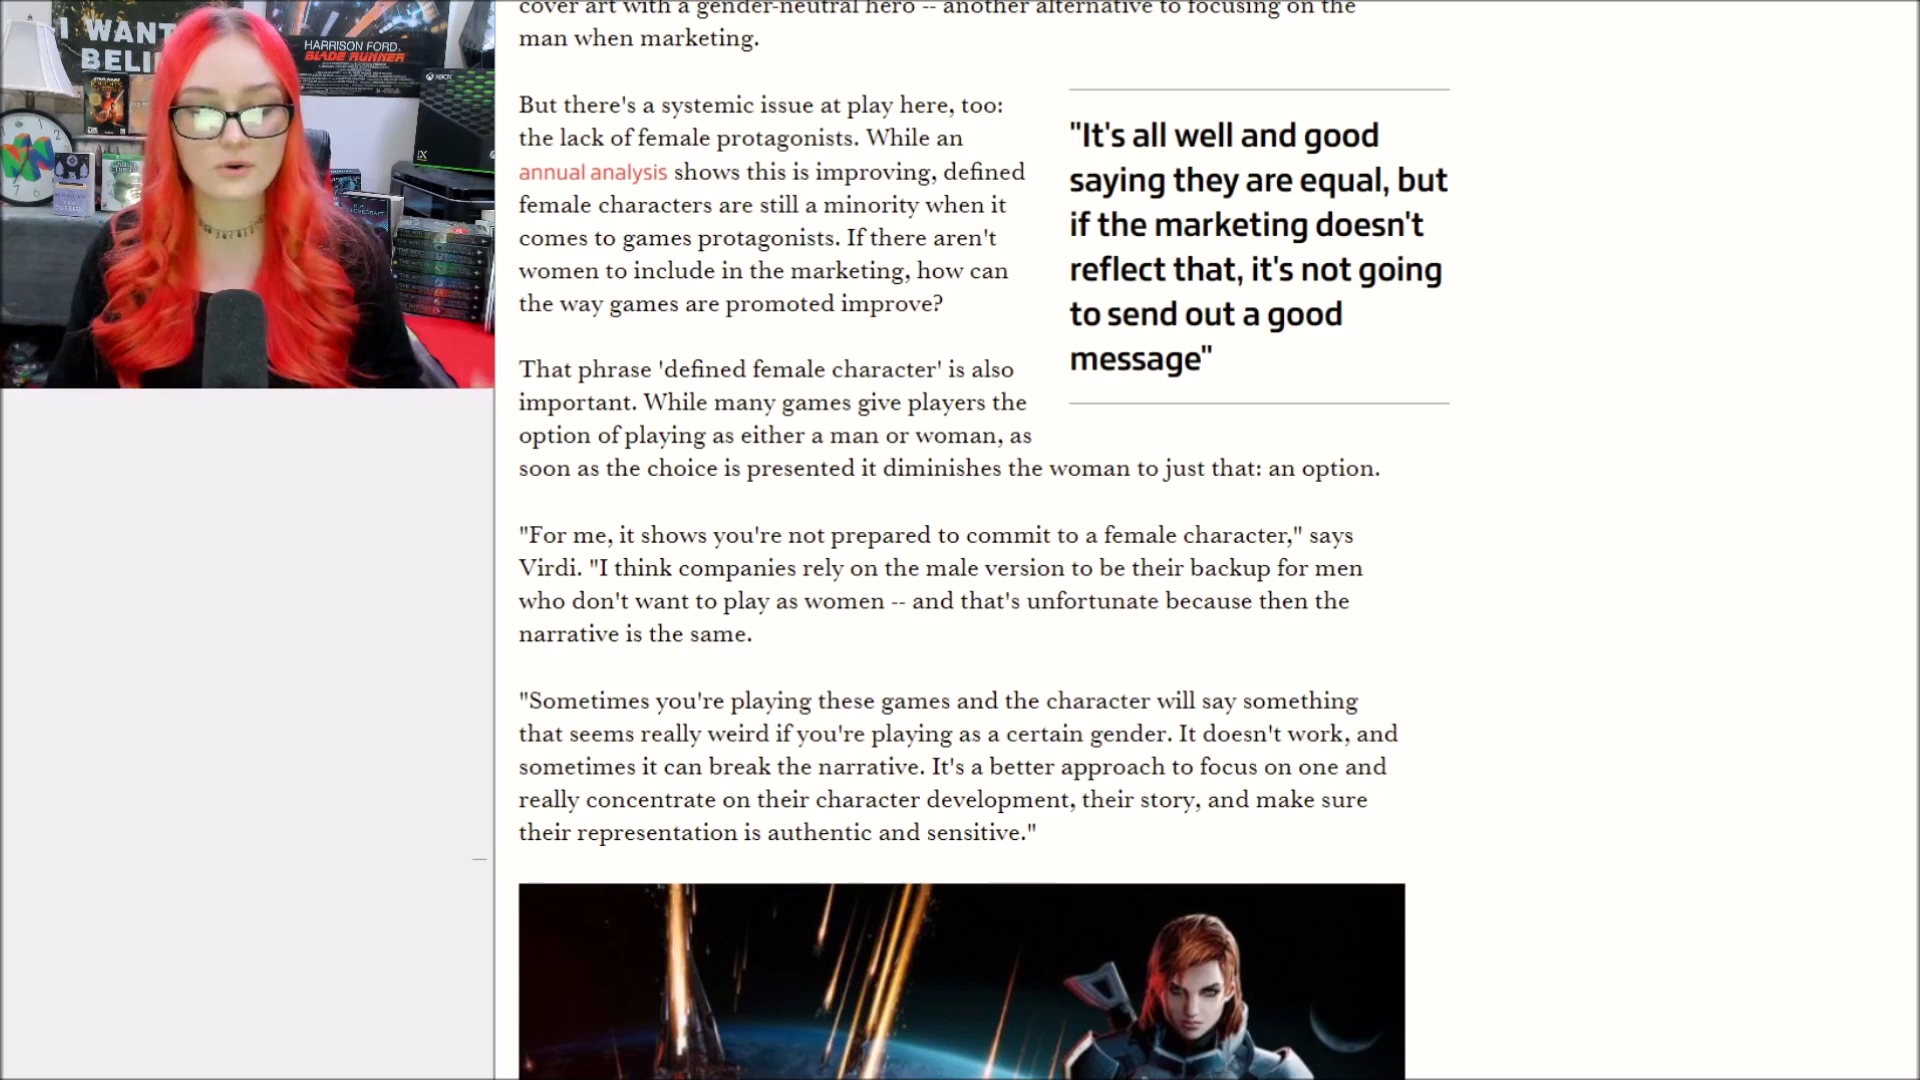 I WANT
BELI
HARRISON FORD.
BLADE RUNNER
XBOX
cover art with a gender-neutral hero -- another alternative to focusing on the
man when marketing.
But there's a systemic issue at play here, too:
the lack of female protagonists. While an
annual analysis shows this is improving, defined
female characters are still a minority when it
comes to games protagonists. If there aren't
women to include in the marketing, how can
the way games are promoted improve?
"It's all well and good
saying they are equal, but
if the marketing doesn't
reflect that, it's not going
to send out a good
message"
That phrase 'defined female character' is also
important. While many games give players the
option of playing as either a man or woman, as
soon as the choice is presented it diminishes the woman to just that: an option.
"For me, it shows you're not prepared to commit to a female character," says
Virdi. "I think companies rely on the male version to be their backup for men
who don't want to play as women -- and that's unfortunate because then the
narrative is the same.
"Sometimes you're playing these games and the character will say something
that seems really weird if you're playing as a certain gender. It doesn't work, and
sometimes it can break the narrative. It's a better approach to focus on one and
really concentrate on their character development, their story, and make sure
their representation is authentic and sensitive."